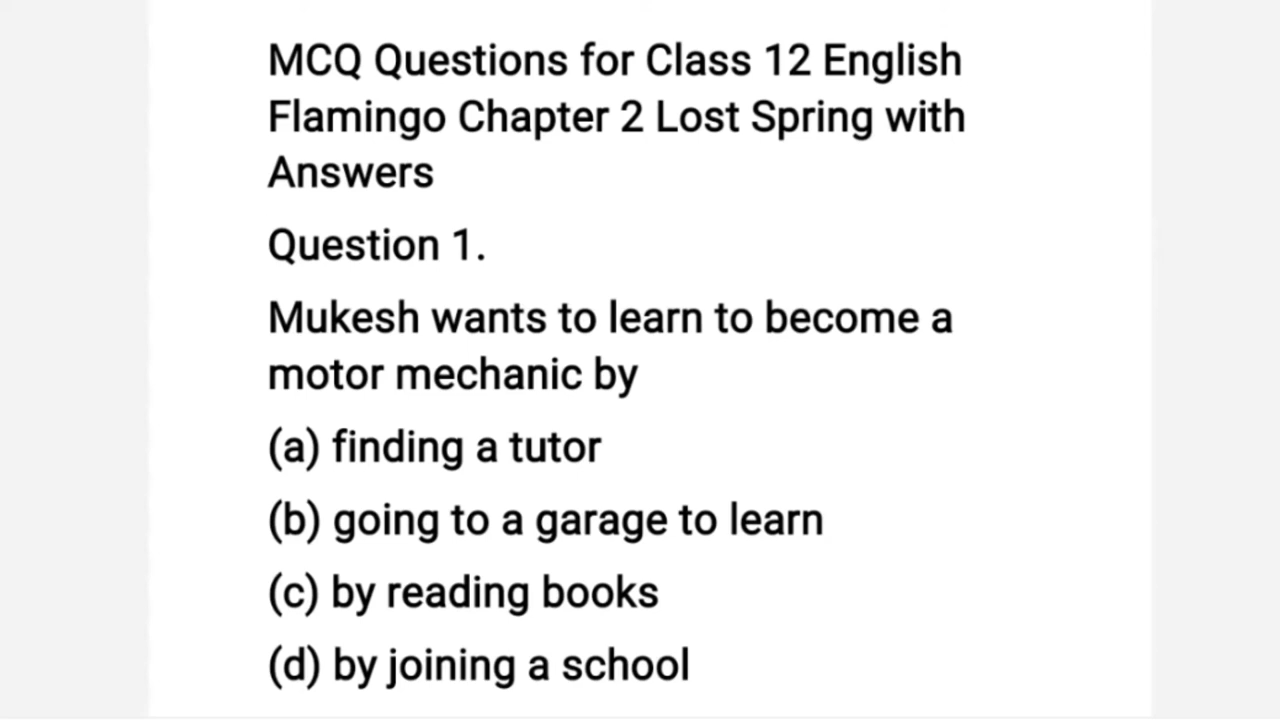 MCQ Questions for Class 12 English
Flamingo Chapter 2 Lost Spring with
Answers
Question 1.
Mukesh wants to learn to become a
motor mechanic by
(a) finding a tutor
(b) going to a garage to learn
(c) by reading books
(d) by joining a school